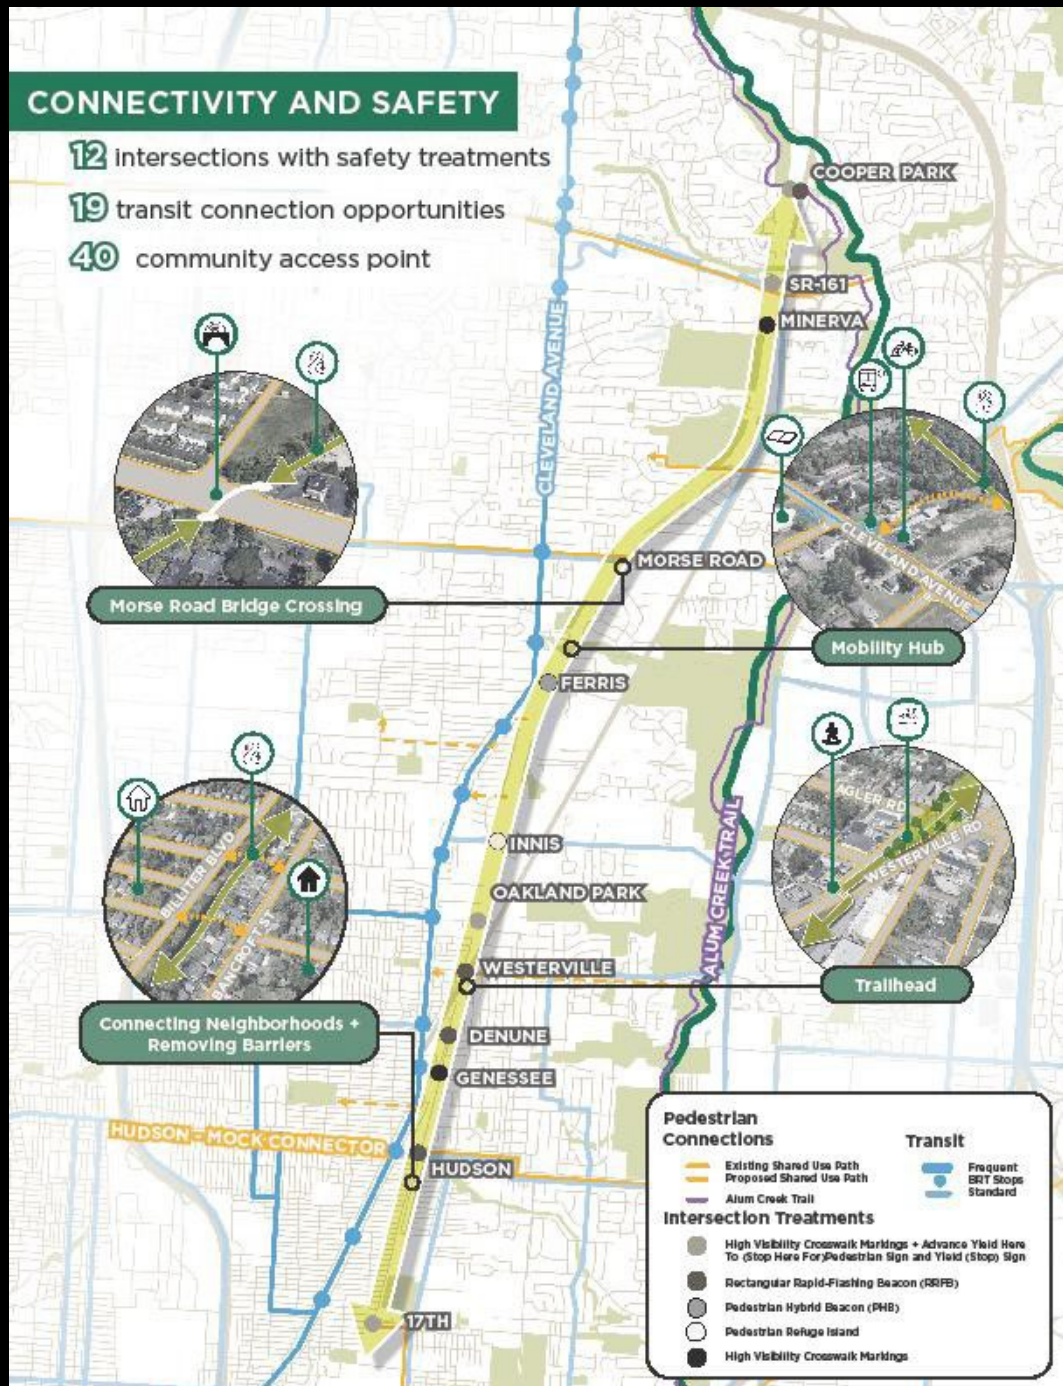 CONNECTIVITY AND SAFETY
12 intersections with safety treatments
19 transit connection opportunities
40 community access point
COOPER PARK
SR-161
MINERVA
CLEVELAND AVENUE
CLEVELAND AVENUE
MORSE ROAD
Morse Road Bridge Crossing
Mobility Hub
FERRIS
AGLER RD
WESTERVILLE RD
ALUM CREEK TRAIL
INNIS
BILLITER BLVD
BANCROFT ST
OAKLAND PARK
WESTERVILLE
Trailhead
Connecting Neighborhoods +
Removing Barriers
DENUNE
GENESSEE
HUDSON - MOCK CONNECTOR
HUDSON
17TH
Pedestrian
Connections
Existing Shared Use Path
Proposed Shared Use Path
Alum Creek Trail
Transit
Frequent
BRT Stops
Standard
Intersection Treatments
High Visibility Crosswalk Markings + Advance Yield Here
To (Stop Here For)Pedestrian Sign and Yield (Stop) Sign
Rectangular Rapid-Flashing Beacon (RRFB)
Pedestrian Hybrid Beacon (PHB)
Pedestrian Refuge Island
High Visibility Crosswalk Markings